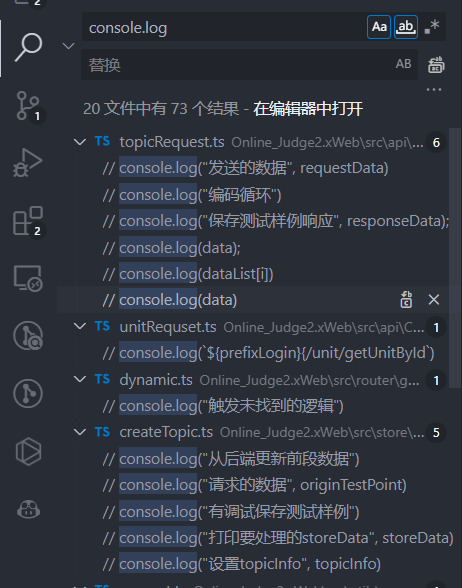 2
console.log
Aa
ab
.*
替换
AB
1
20 文件中有 73 个结果 - 在编辑器中打开
TS topicRequest.ts Online_Judge2.xWeb\src\api\... 6
// console.log("发送的数据", requestData)
// console.log("编码循环")
2
// console.log("保存测试样例响应", responseData);
// console.log(data);
// console.log(dataList[i])
// console.log(data)
TS unitRequset.ts Online_Judge2.xWeb\src\api\C... 1
// console.log(`${prefixLogin}{/unit/getUnitById`)
TS dynamic.ts Online_Judge2.xWeb\src\router\g... 1
// console.log("触发未找到的逻辑")
TS createTopic.ts Online_Judge2.xWeb\src\store\... 5
// console.log("从后端更新前段数据")
// console.log("请求的数据", originTestPoint)
// console.log("有调试保存测试样例")
// console.log("打印要处理的storeData", storeData)
// console.log("设置topicInfo", topicInfo)